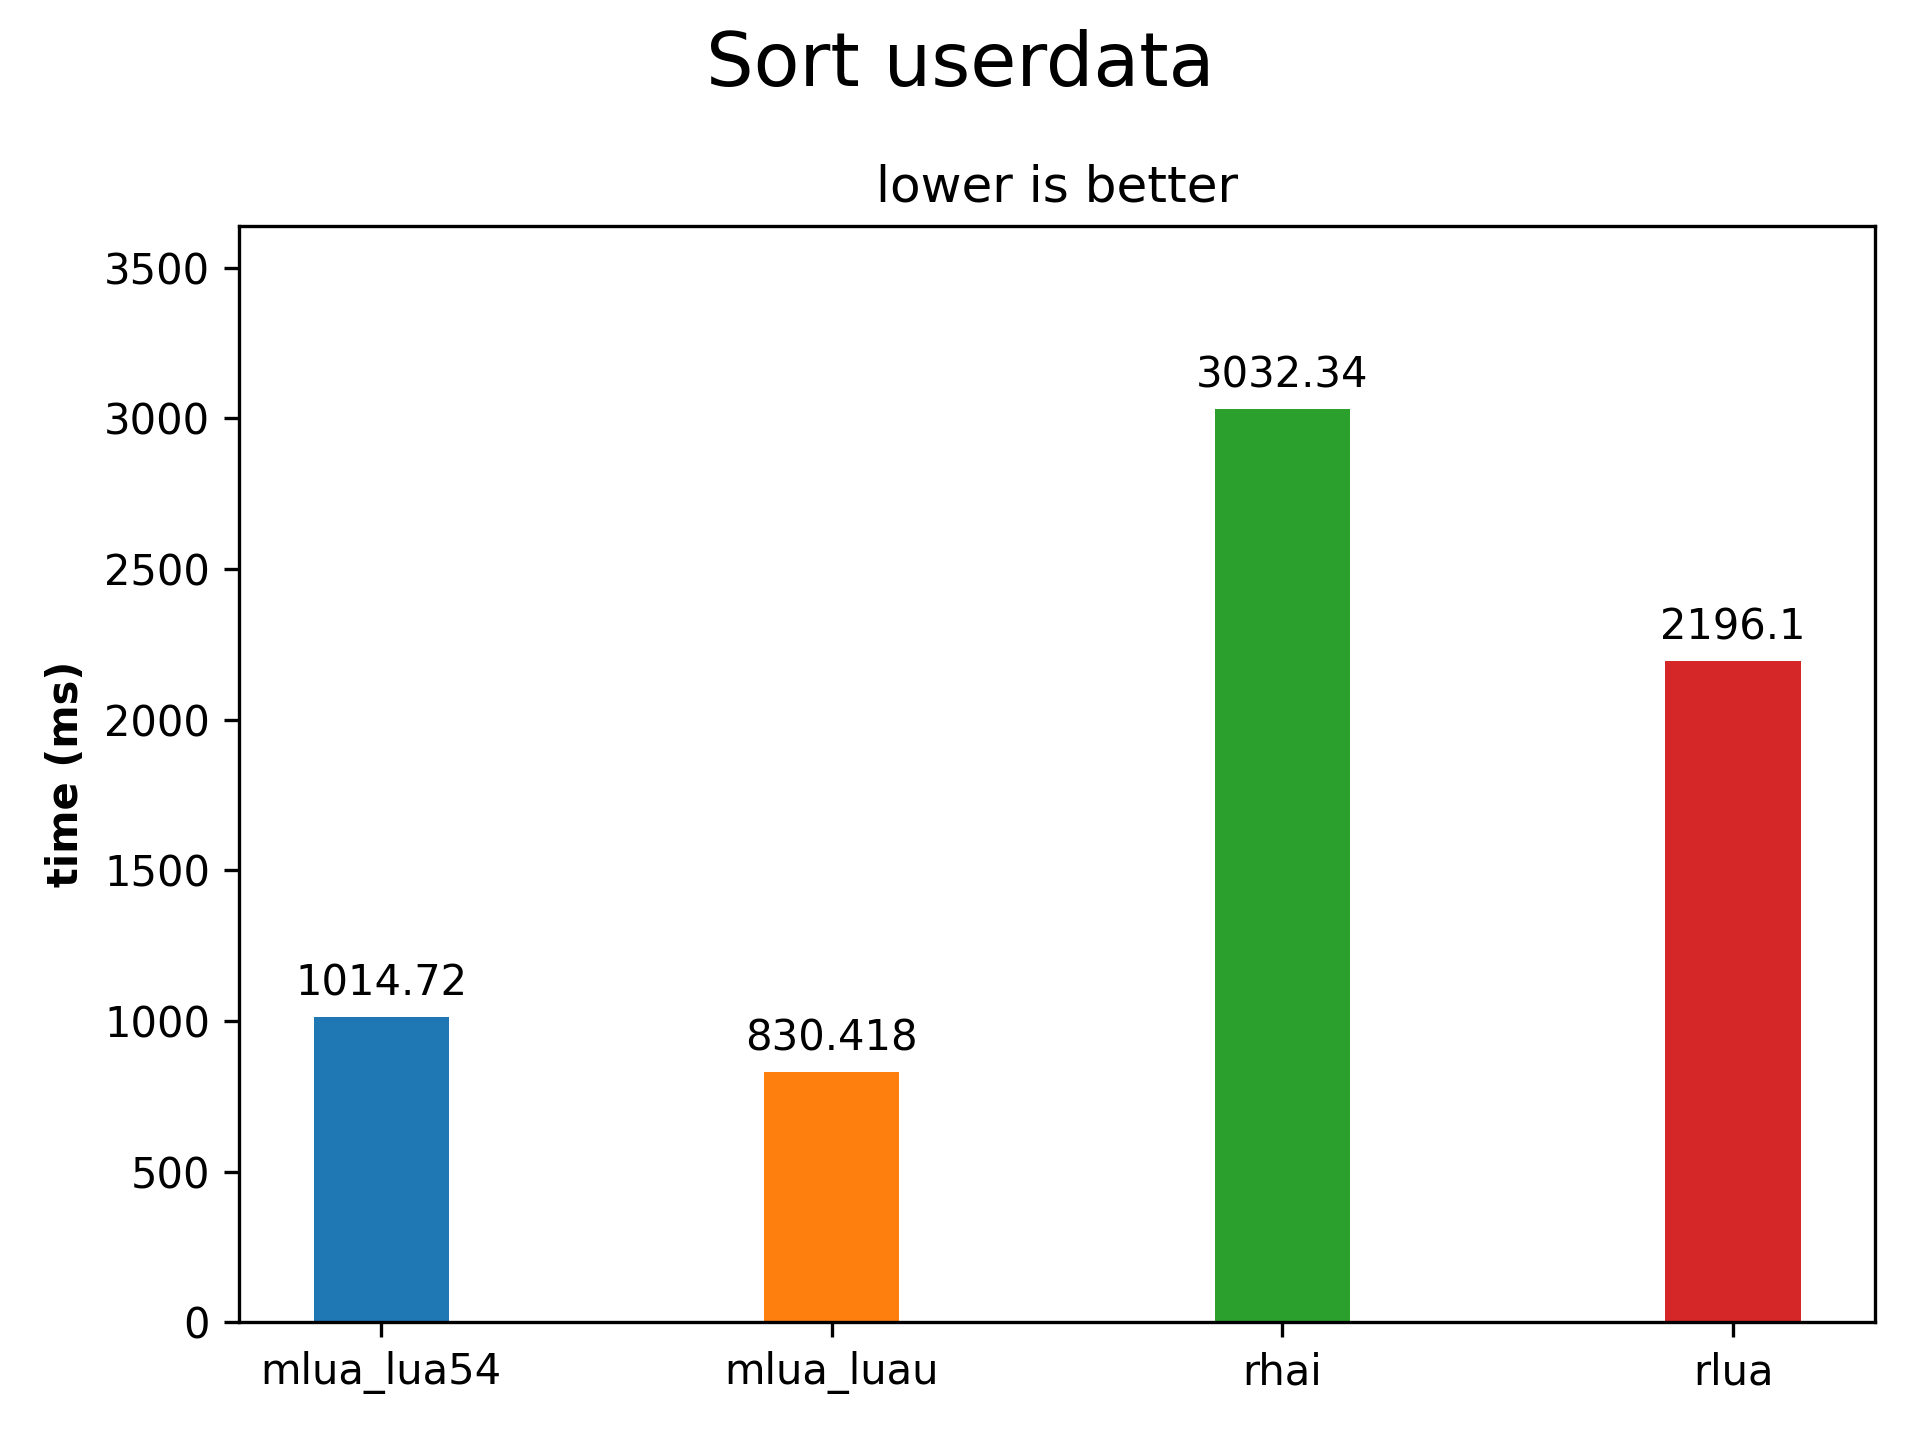 Sort userdata
lower is better
time (ms)
3500
3000
2500
2000
1500
1000
500
0
1014.72
830.418
3032.34
2196.1
mlua_lua54
mlua_luau
rhai
rlua